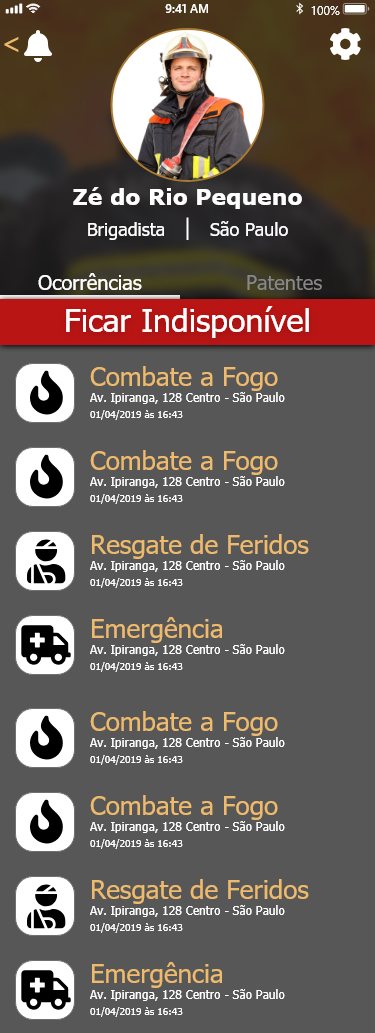 9:41 AM 100%
<
Zé do Rio Pequeno
Brigadista | São Paulo
Ocorrências Patentes
Ficar Indisponível
Combate a Fogo
Av. Ipiranga, 128 Centro - São Paulo
01/04/2019 às 16:43
Combate a Fogo
Av. Ipiranga, 128 Centro - São Paulo
01/04/2019 às 16:43
Resgate de Feridos
Av. Ipiranga, 128 Centro - São Paulo
01/04/2019 às 16:43
Emergência
Av. Ipiranga, 128 Centro - São Paulo
01/04/2019 às 16:43
Combate a Fogo
Av. Ipiranga, 128 Centro - São Paulo
01/04/2019 às 16:43
Combate a Fogo
Av. Ipiranga, 128 Centro - São Paulo
01/04/2019 às 16:43
Resgate de Feridos
Av. Ipiranga, 128 Centro - São Paulo
01/04/2019 às 16:43
Emergência
Av. Ipiranga, 128 Centro - São Paulo
01/04/2019 às 16:43